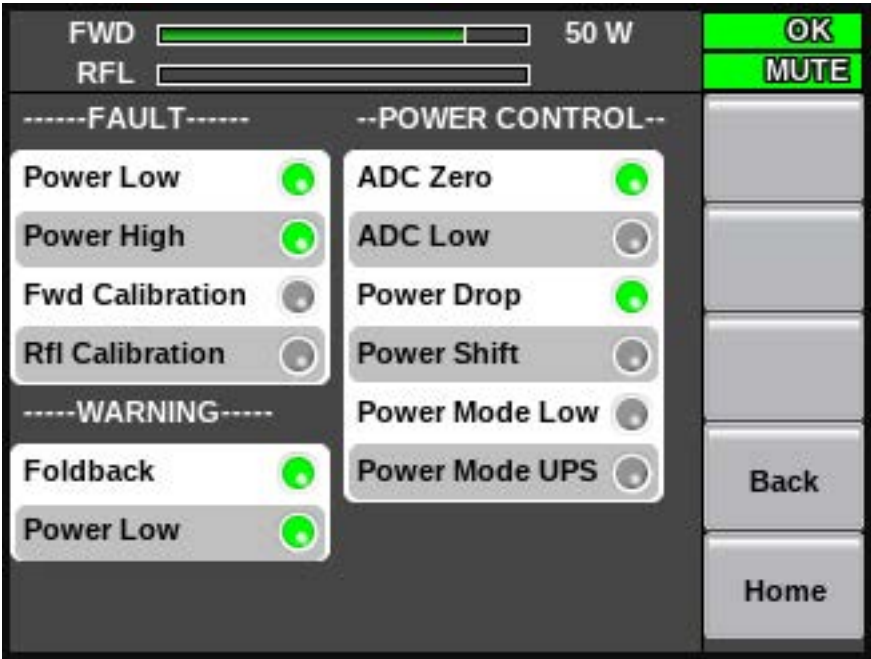 FWD 50 W
RFL
OK
MUTE
------FAULT------
Power Low
Power High
Fwd Calibration
Rfl Calibration
-----WARNING-----
Foldback
Power Low
--POWER CONTROL--
ADC Zero
ADC Low
Power Drop
Power Shift
Power Mode Low
Power Mode UPS
Back
Home